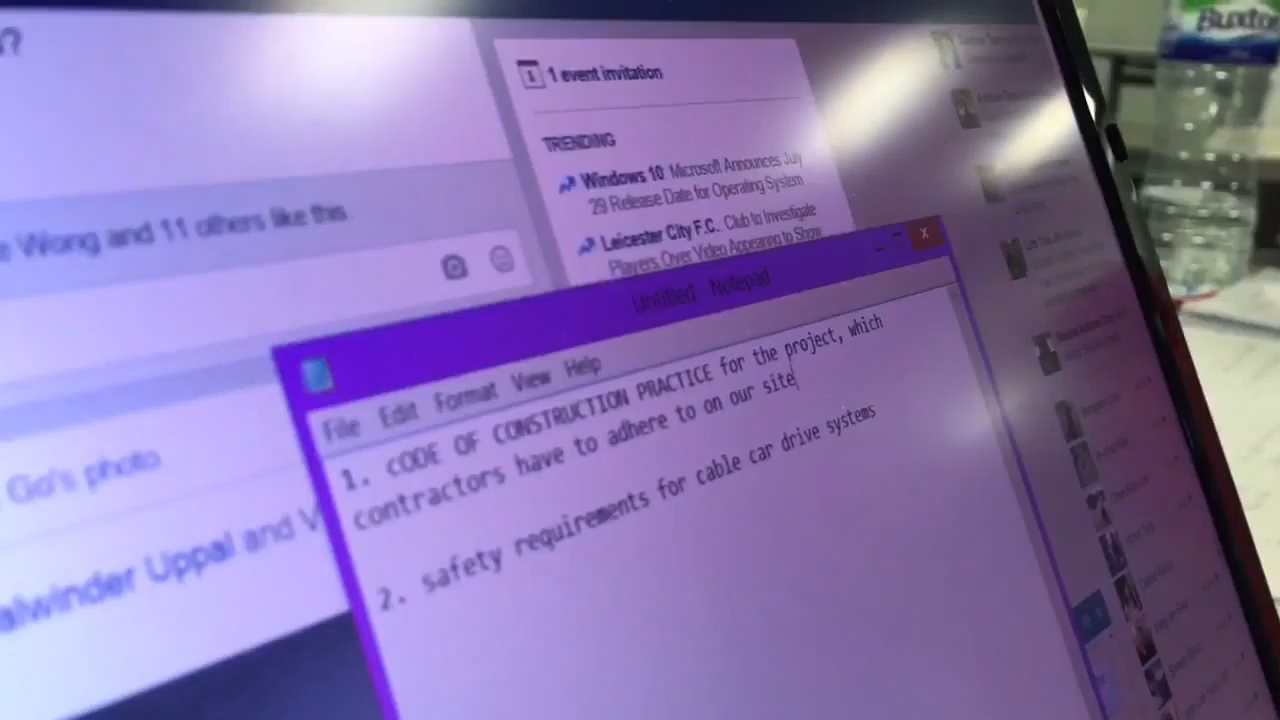 s?
1 event invitation
TRENDING
Windows 10 Microsoft Announces July
29 Release Date for Operating System
Leicester City F.C. Club to Investigate
Players Over Video Appearing to Show
e Wong and 11 others like this.
Untitled - Notepad
File Edit Format View Help
1. CODE OF CONSTRUCTION PRACTICE for the project, which
contractors have to adhere to on our site
2. safety requirements for cable car drive systems
Go's photo
alwinder Uppal and V